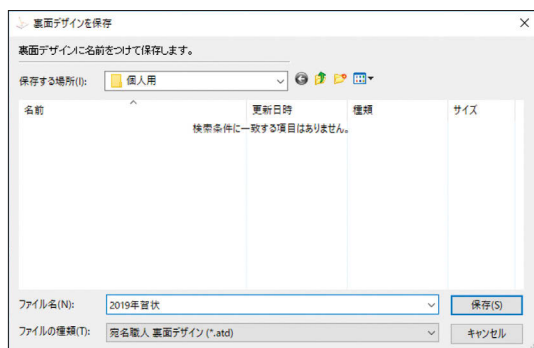 裏面デザインを保存
裏面デザインに名前をつけて保存します。
保存する場所(I): 個人用
名前 更新日時 種類 サイズ
検索条件に一致する項目はありません。
ファイル名(N): 2019年賀状 保存(S)
ファイルの種類(T): 宛名職人 裏面デザイン (*.atd) キャンセル